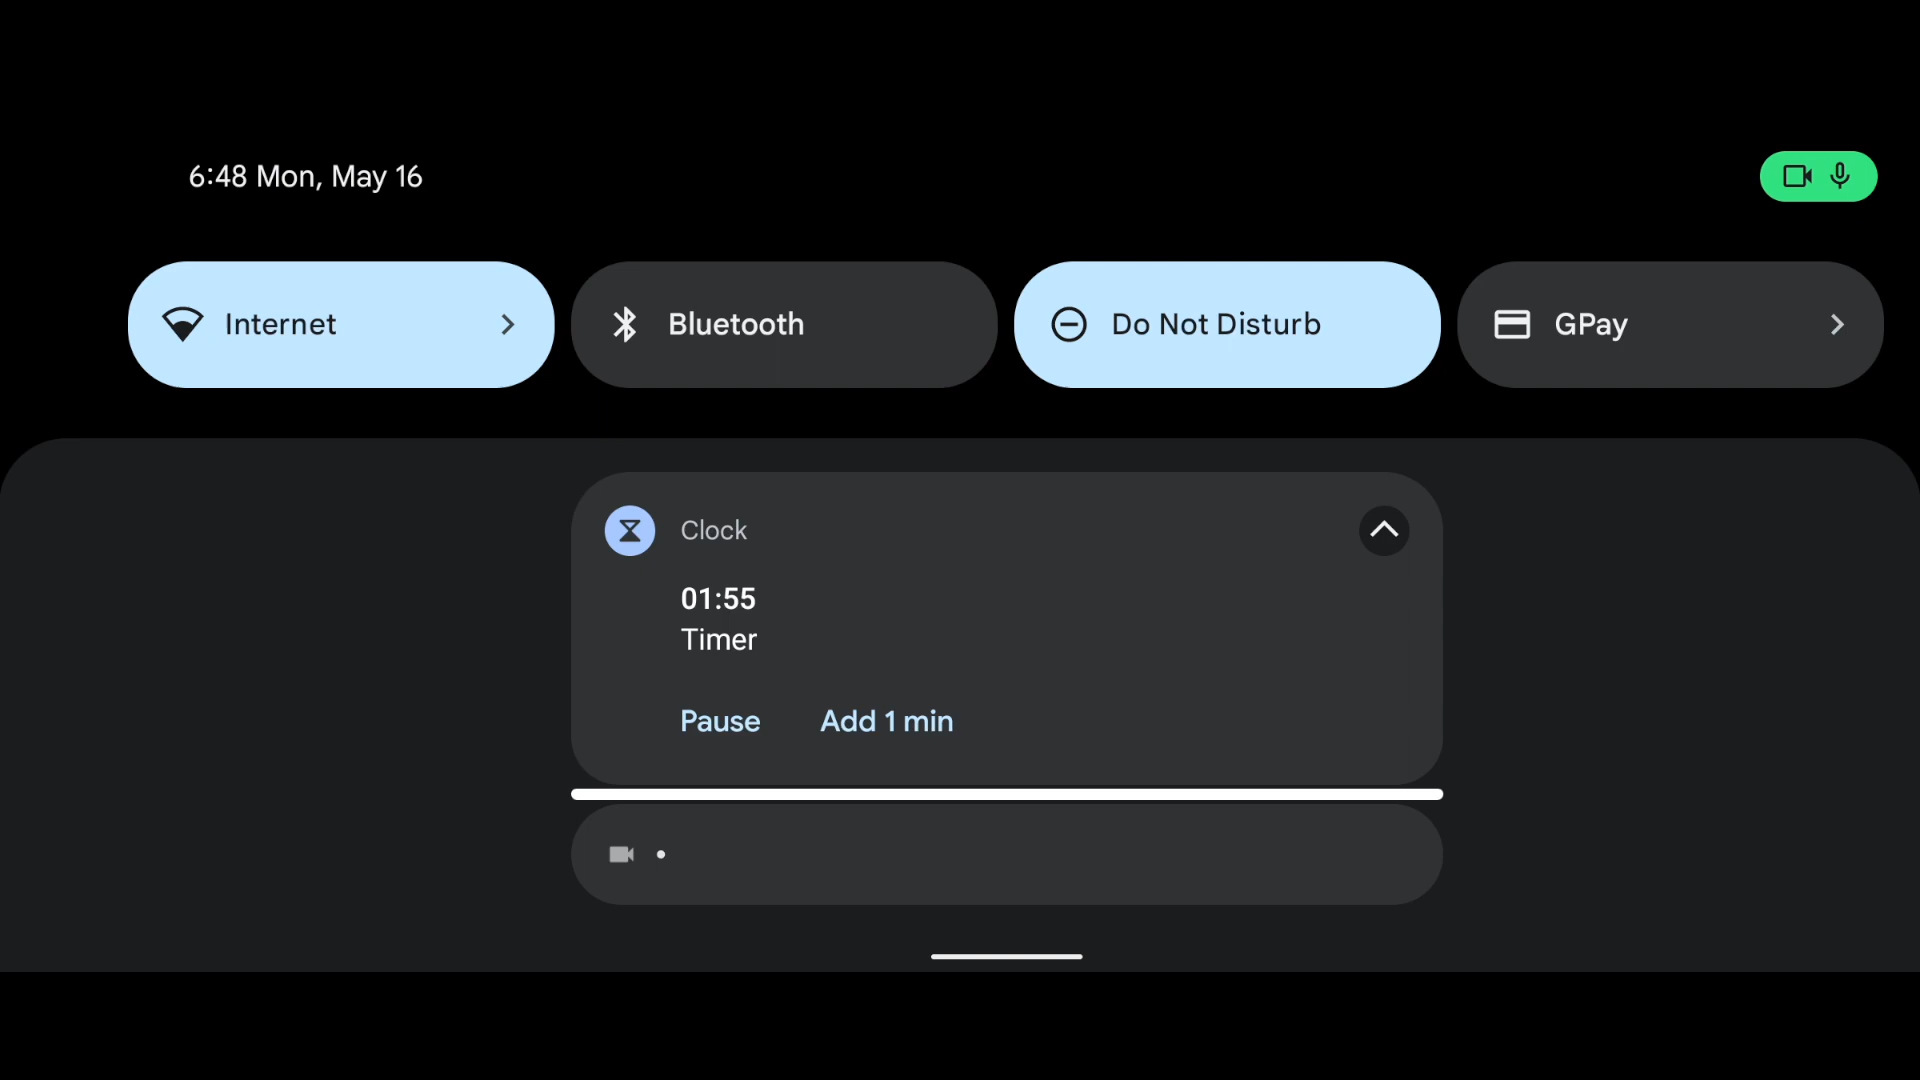 6:48 Mon, May 16
Internet
Bluetooth
Do Not Disturb
GPay
Clock
01:55
Timer
Pause
Add 1 min